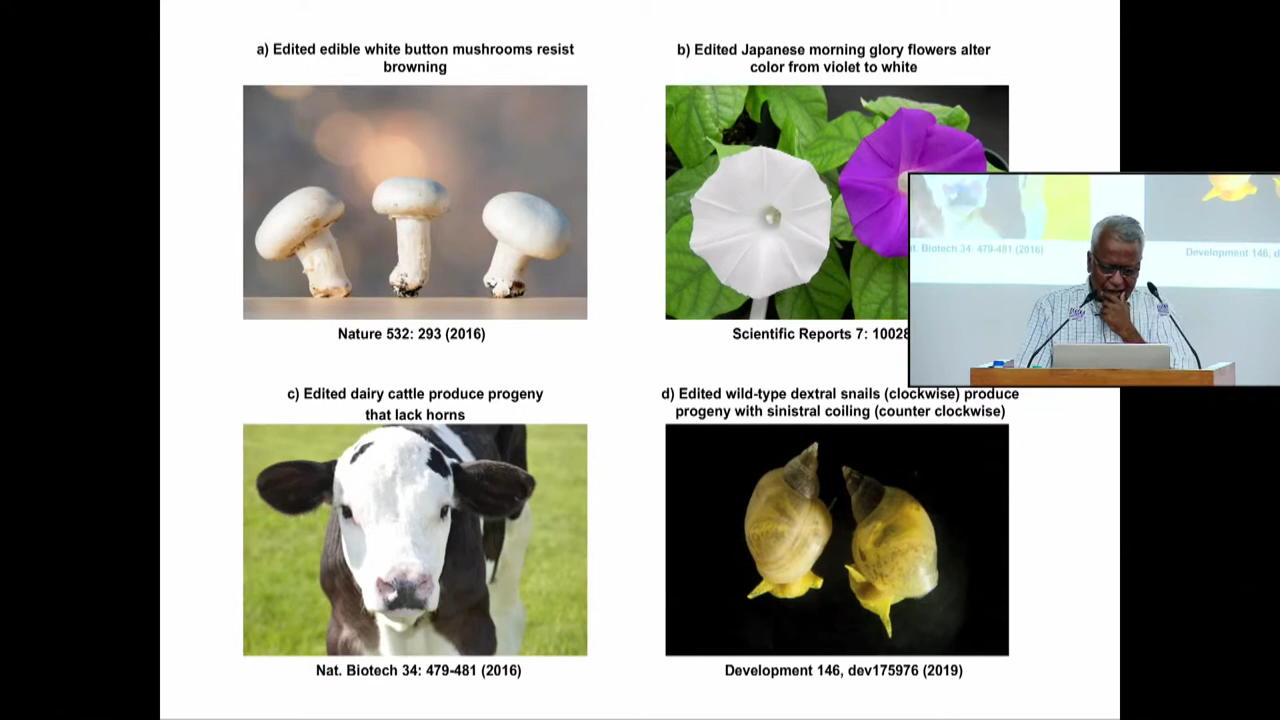 a) Edited edible white button mushrooms resist
browning
b) Edited Japanese morning glory flowers alter
color from violet to white
Nature 532: 293 (2016)
Scientific Reports 7: 10028
Biotech 34: 479-481 (2016)
Development 146,
c) Edited dairy cattle produce progeny
that lack horns
d) Edited wild-type dextral snails (clockwise) produce
progeny with sinistral coiling (counter clockwise)
Nat. Biotech 34: 479-481 (2016)
Development 146, dev175976 (2019)